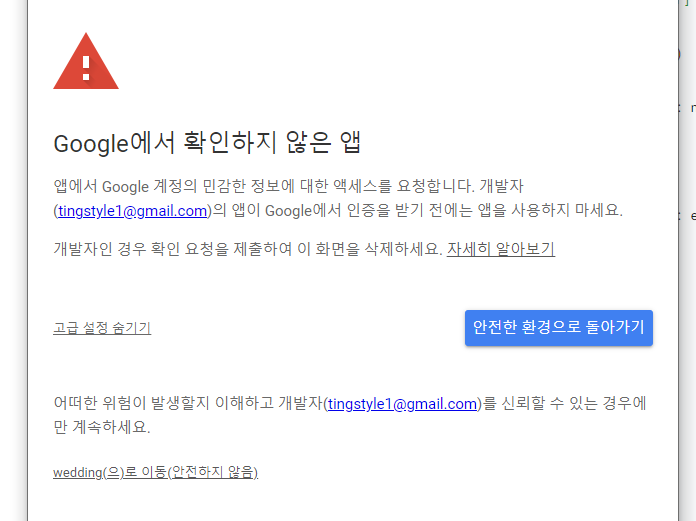 Google에서 확인하지 않은 앱
앱에서 Google 계정의 민감한 정보에 대한 액세스를 요청합니다. 개발자
(tingstyle1@gmail.com)의 앱이 Google에서 인증을 받기 전에는 앱을 사용하지 마세요.
개발자인 경우 확인 요청을 제출하여 이 화면을 삭제하세요. 자세히 알아보기
고급 설정 숨기기
안전한 환경으로 돌아가기
어떠한 위험이 발생할지 이해하고 개발자(tingstyle1@gmail.com)를 신뢰할 수 있는 경우에
만 계속하세요.
wedding(으)로 이동(안전하지 않음)